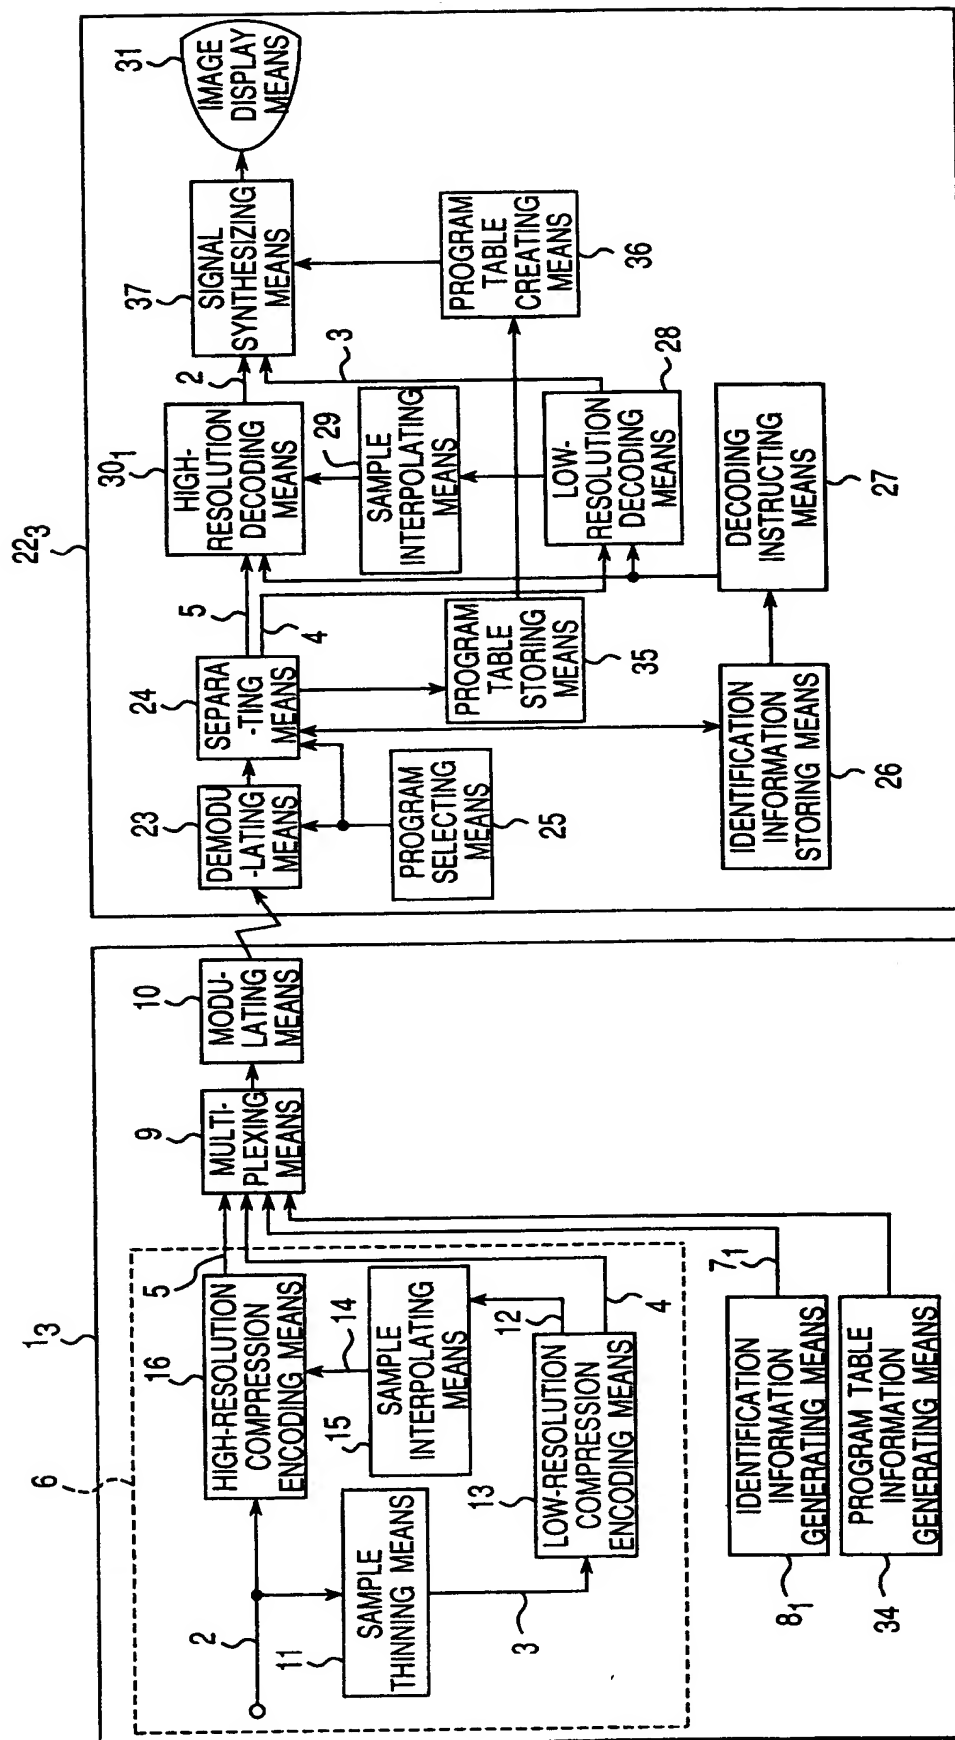 1₃
6
2
16
HIGH-RESOLUTION
COMPRESSION
ENCODING MEANS
5
11
SAMPLE
THINNING MEANS
3
15
SAMPLE
INTERPOLATING
MEANS
14
12
13
LOW-RESOLUTION
COMPRESSION
ENCODING MEANS
4
8₁
IDENTIFICATION
INFORMATION
GENERATING MEANS
7₁
34
PROGRAM TABLE
INFORMATION
GENERATING MEANS
9
MULTI-
PLEXING
MEANS
10
MODU-
LATING
MEANS
22₃
23
DEMODU
-LATING
MEANS
24
SEPARA
-TING
MEANS
5
4
PROGRAM
SELECTING
MEANS
25
30₁
HIGH-
RESOLUTION
DECODING
MEANS
2
37
SIGNAL
SYNTHESIZING
MEANS
31
IMAGE
DISPLAY
MEANS
29
SAMPLE
INTERPOLATING
MEANS
3
PROGRAM
TABLE
STORING
MEANS
35
PROGRAM
TABLE
CREATING
MEANS
36
LOW-
RESOLUTION
DECODING
MEANS
28
IDENTIFICATION
INFORMATION
STORING MEANS
26
DECODING
INSTRUCTING
MEANS
27